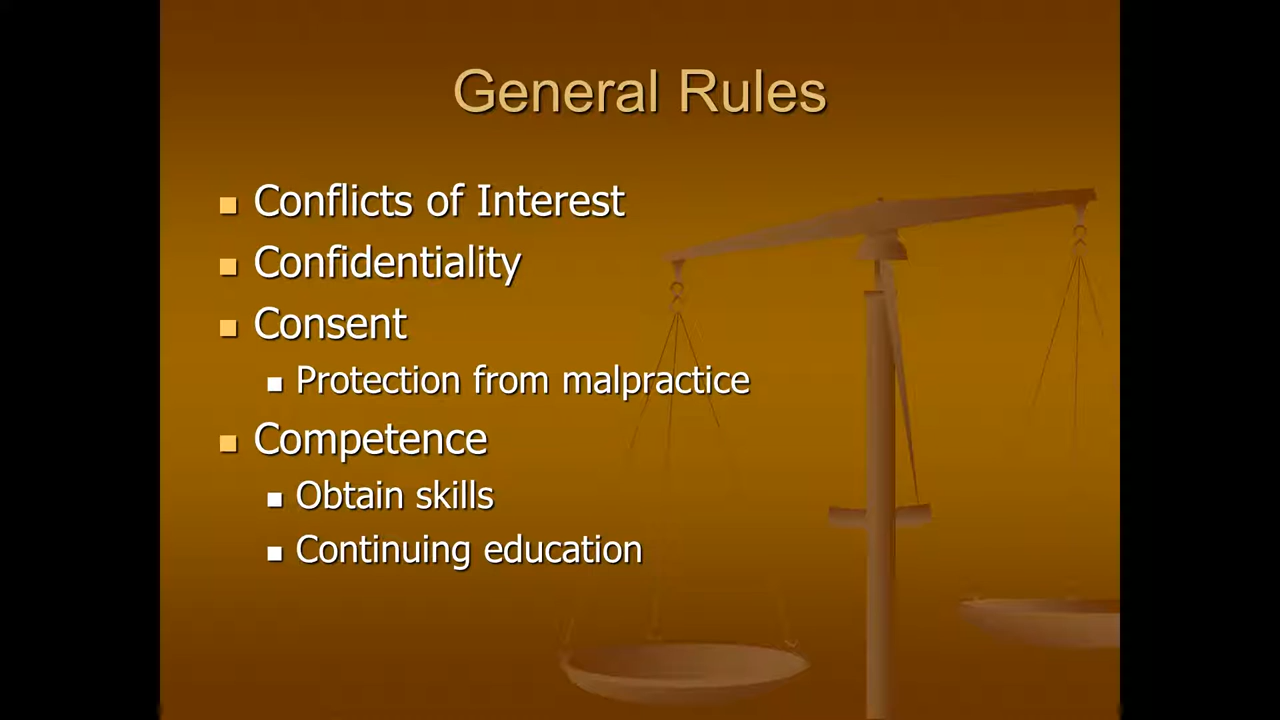 General Rules
Conflicts of Interest
Confidentiality
Consent
Protection from malpractice
Competence
Obtain skills
Continuing education